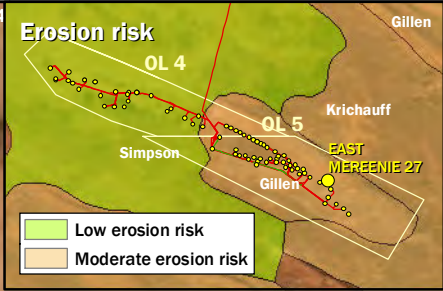 Erosion risk
Gillen
OL 4
Krichauff
OL 5
Simpson
EAST
MEREENIE 27
Gillen
Low erosion risk
Moderate erosion risk